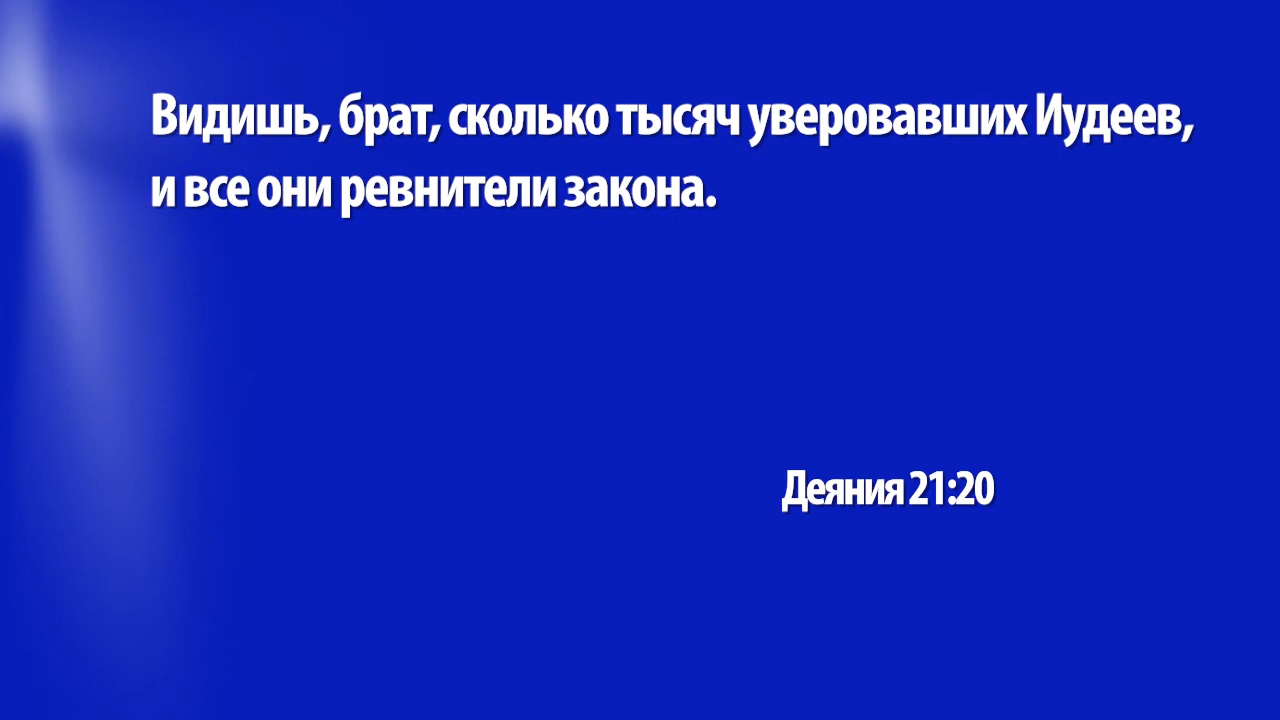 Видишь, брат, сколько тысяч уверовавших Иудеев,
и все они ревнители закона.
Деяния 21:20